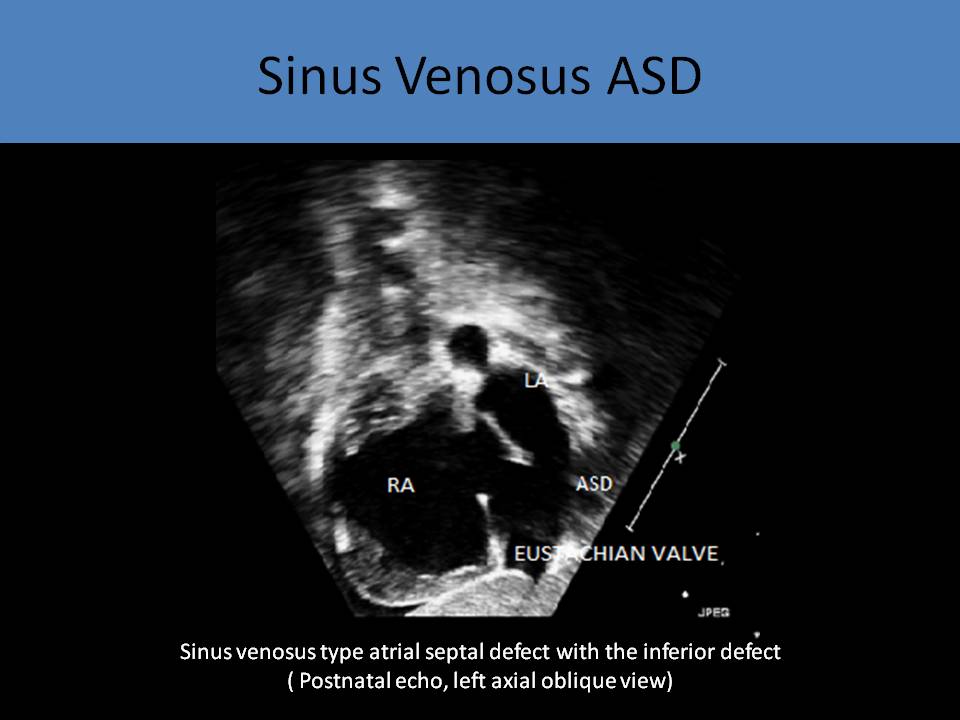 Sinus Venosus ASD
LA
RA
ASD
EUSTACHIAN VALVE
JPEG
Sinus venosus type atrial septal defect with the inferior defect
( Postnatal echo, left axial oblique view)